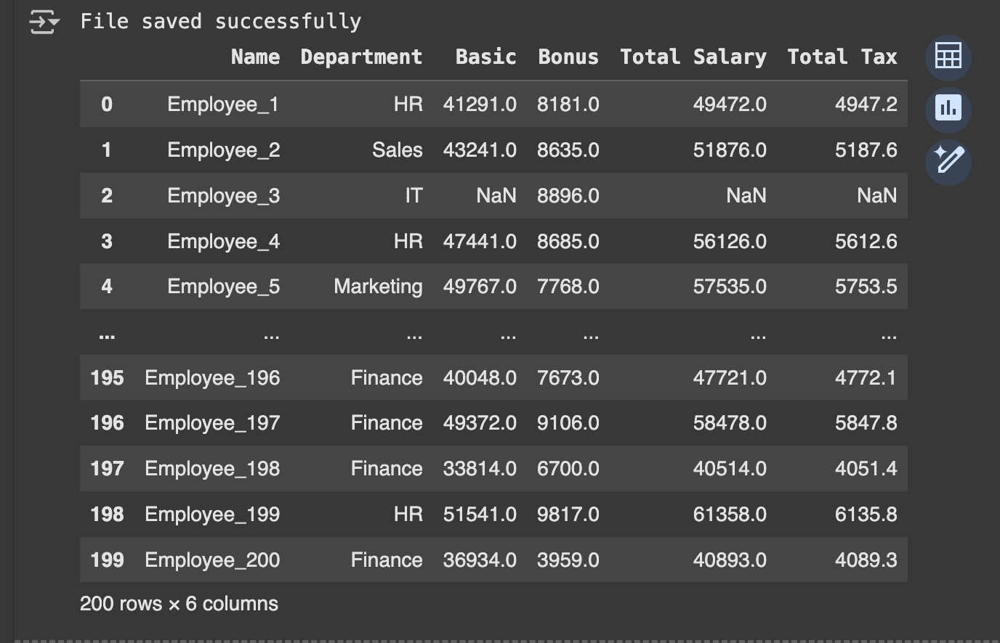 File saved successfully
Name Department Basic Bonus Total Salary Total Tax
0 Employee_1 HR 41291.0 8181.0 49472.0 4947.2
1 Employee_2 Sales 43241.0 8635.0 51876.0 5187.6
2 Employee_3 IT NaN 8896.0 NaN NaN
3 Employee_4 HR 47441.0 8685.0 56126.0 5612.6
4 Employee_5 Marketing 49767.0 7768.0 57535.0 5753.5
... ... ... ... ... ... ...
195 Employee_196 Finance 40048.0 7673.0 47721.0 4772.1
196 Employee_197 Finance 49372.0 9106.0 58478.0 5847.8
197 Employee_198 Finance 33814.0 6700.0 40514.0 4051.4
198 Employee_199 HR 51541.0 9817.0 61358.0 6135.8
199 Employee_200 Finance 36934.0 3959.0 40893.0 4089.3
200 rows × 6 columns